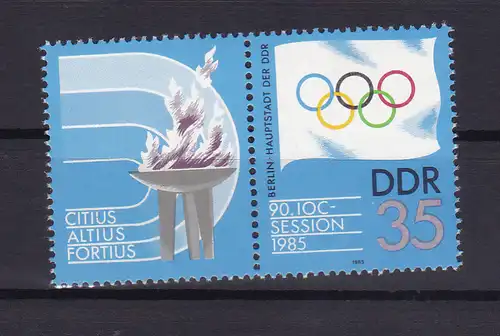 CITIUS
ALTIUS
FORTIUS
BERLIN · HAUPTSTADT DER DDR
DDR
90. IOC-
SESSION
1985
35
1985